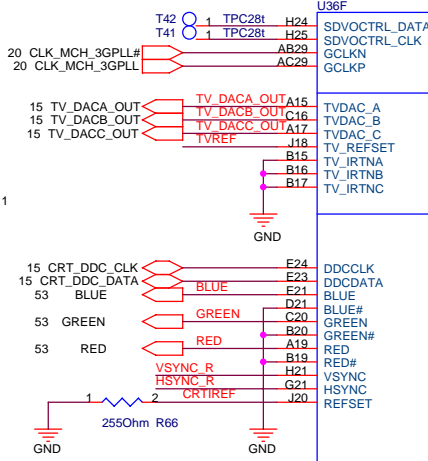 U36F
T42 1 TPC28t H24 SDVOCTRL_DATA
T41 1 TPC28t H25 SDVOCTRL_CLK
20 CLK_MCH_3GPLL# AB29 GCLKN
20 CLK_MCH_3GPLL AC29 GCLKP
15 TV_DACA_OUT TV_DACA_OUT A15 TVDAC_A
15 TV_DACB_OUT TV_DACB_OUT C16 TVDAC_B
15 TV_DACC_OUT TV_DACC_OUT A17 TVDAC_C
TVREF J18 TV_REFSET
B15 TV_IRTNA
B16 TV_IRTNB
B17 TV_IRTNC
1
GND
15 CRT_DDC_CLK E24 DDCCLK
15 CRT_DDC_DATA E23 DDCDATA
53 BLUE BLUE E21 BLUE
D21 BLUE#
53 GREEN GREEN C20 GREEN
B20 GREEN#
53 RED RED A19 RED
B19 RED#
VSYNC_R H21 VSYNC
HSYNC_R G21 HSYNC
1 2 CRTIREF J20 REFSET
255Ohm R66
GND GND